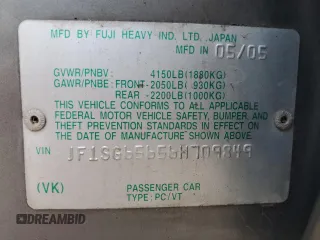 MFD BY FUJI HEAVY IND. LTD., JAPAN
MFD IN 05/05
GVWR/PNBV: 4150LB(1880KG)
GAWR/PNBE: FRONT-2050LB( 930KG)
REAR -2200LB(1000KG)
THIS VEHICLE CONFORMS TO ALL APPLICABLE
FEDERAL MOTOR VEHICLE SAFETY, BUMPER, AND
THEFT PREVENTION STANDARDS IN EFFECT ON
THE DATE OF MANUFACTURE SHOWN ABOVE.
VIN JF1SG65656H709849
(VK) PASSENGER CAR
TYPE: PC/VT
DREAMBID